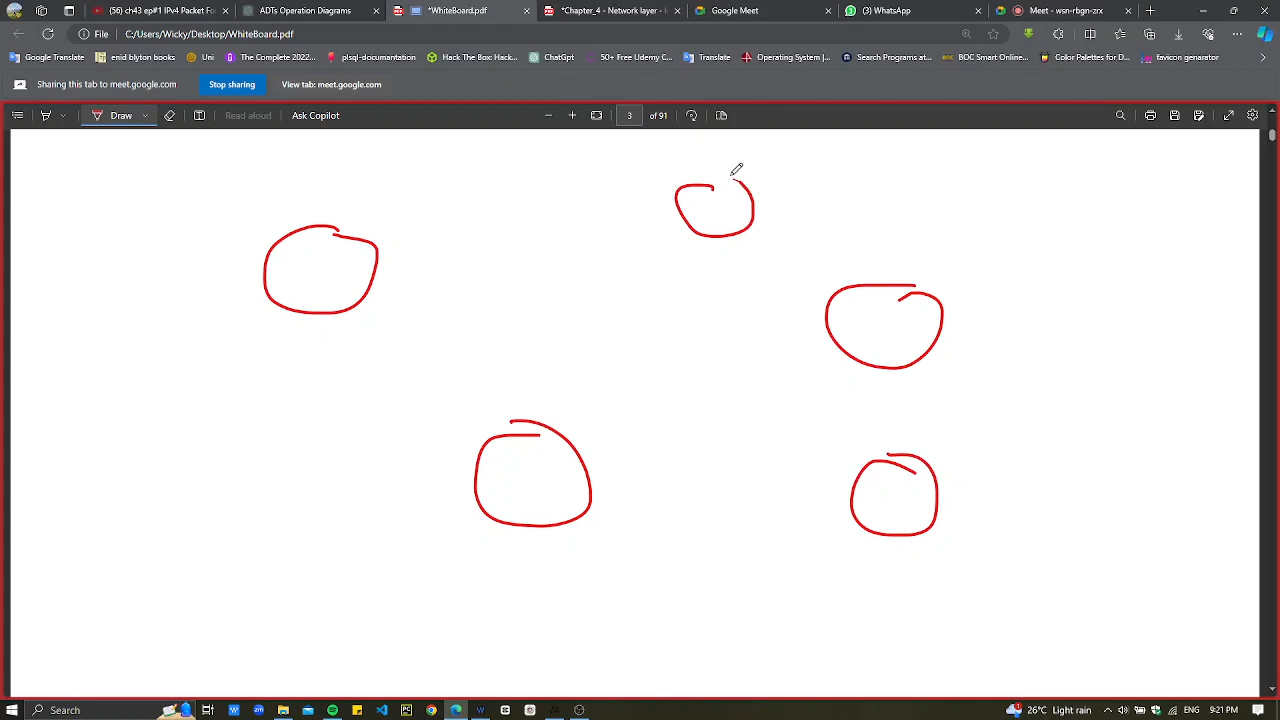 (56) ch43 ep#1 IPv4 Packet Fo
ADTs Operation Diagrams
*WhiteBoard.pdf
*Chapter_4 - Network layer -
Google Meet
(3) WhatsApp
Meet - wsn-rbgn-zcx
File
C:/Users/Wicky/Desktop/WhiteBoard.pdf
Google Translate
enid blyton books
Uni
The Complete 2022...
plsql-documentation
Hack The Box: Hack...
ChatGpt
50+ Free Udemy C...
Translate
Operating System |...
Search Programs at...
BOC Smart Online...
Color Palettes for D...
favicon genarator
Sharing this tab to meet.google.com
Stop sharing
View tab: meet.google.com
Draw
Read aloud
Ask Copilot
3
of 91
Search
26°C Light rain
ENG
9:21 PM